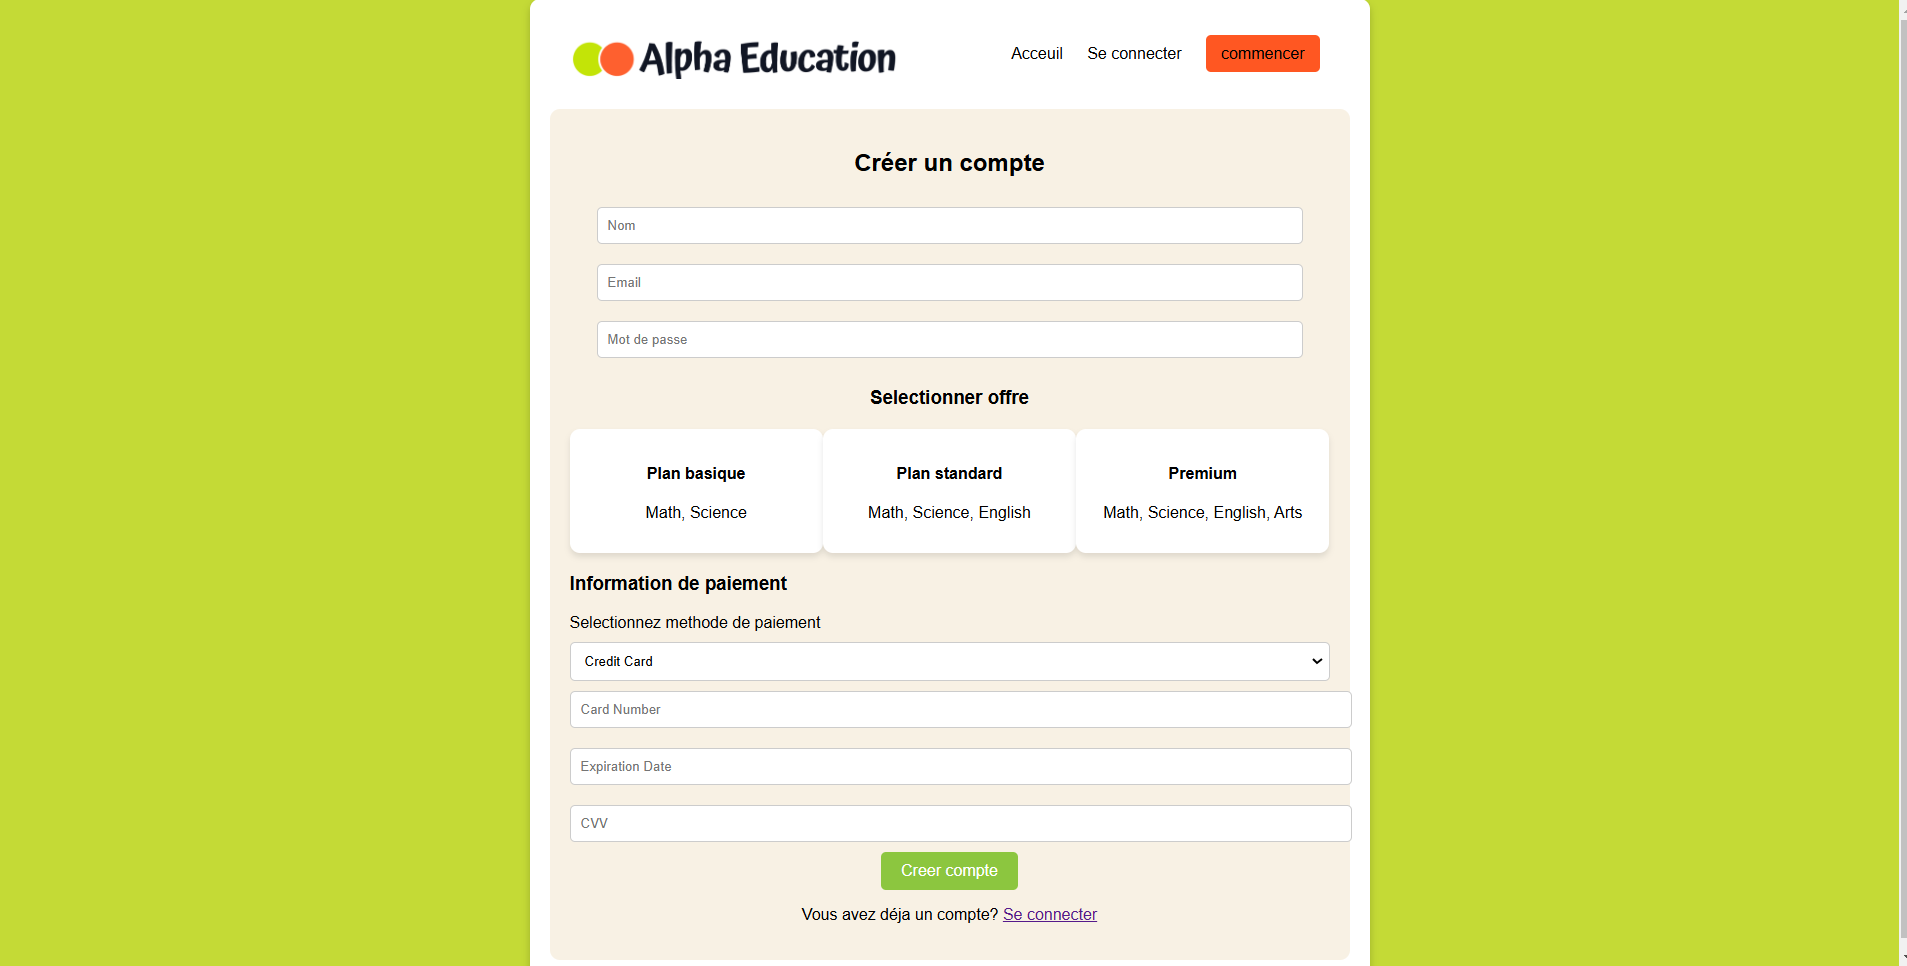 Alpha Education
Acceuil Se connecter commencer
Créer un compte
Nom
Email
Mot de passe
Selectionner offre
Plan basique Plan standard Premium
Math, Science Math, Science, English Math, Science, English, Arts
Information de paiement
Selectionnez methode de paiement
Credit Card
Card Number
Expiration Date
CVV
Creer compte
Vous avez déja un compte? Se connecter